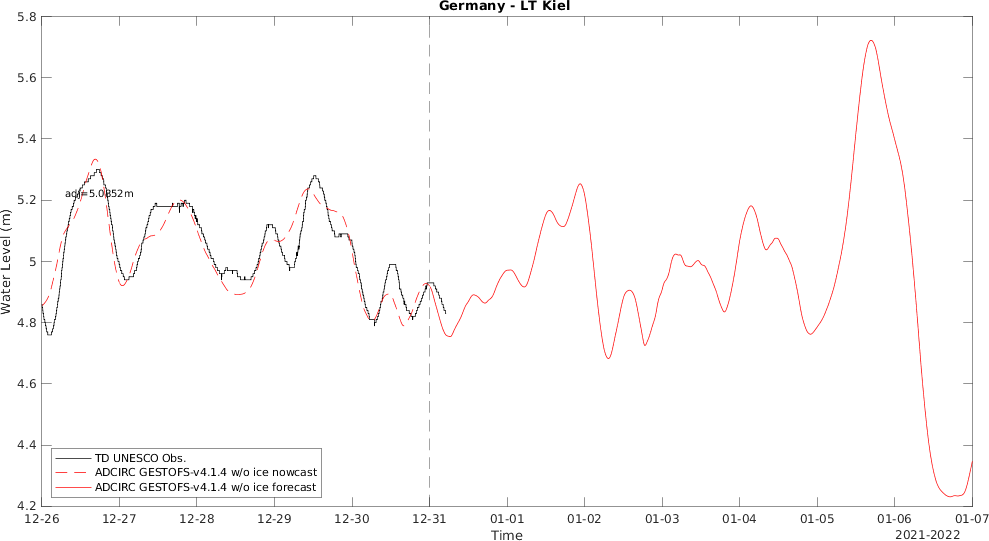 Germany - LT Kiel
5.8
5.6
5.4
5.2
5
4.8
4.6
4.4
4.2
Water Level (m)
adj=5.0852m
TD UNESCO Obs.
ADCIRC GESTOFS-v4.1.4 w/o ice nowcast
ADCIRC GESTOFS-v4.1.4 w/o ice forecast
12-26 12-27 12-28 12-29 12-30 12-31 01-01 01-02 01-03 01-04 01-05 01-06 01-07
Time
2021-2022